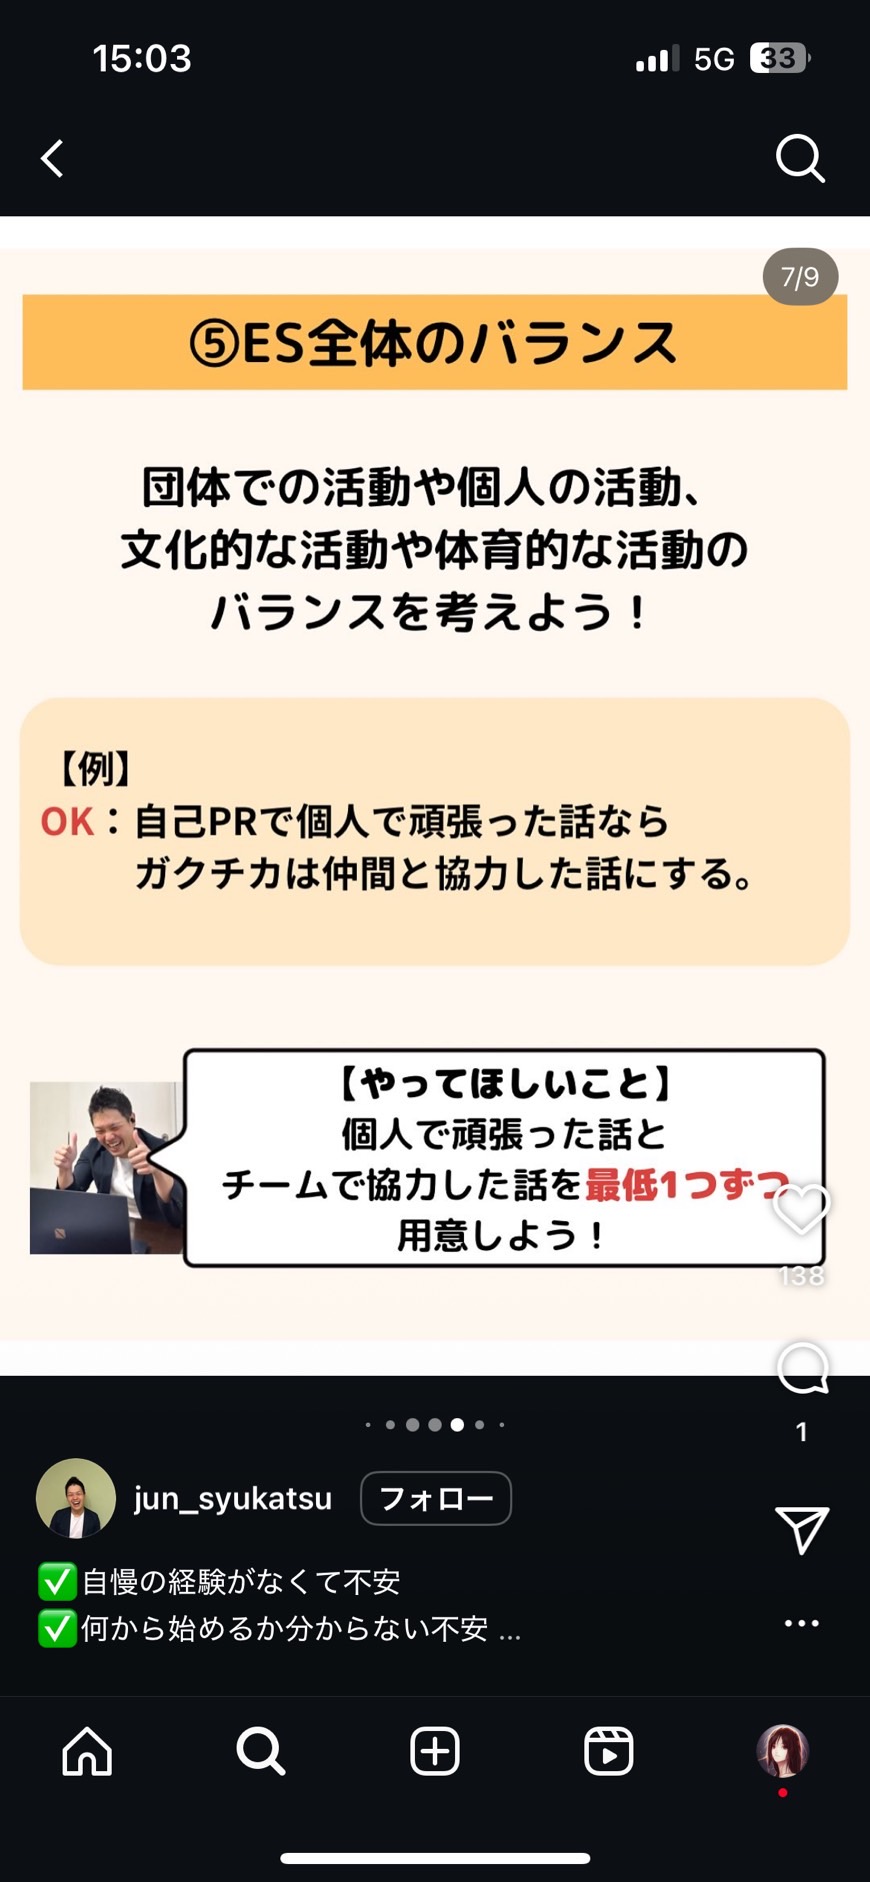 15:03
5G
33
7/9
⑤ES全体のバランス
団体での活動や個人の活動、
文化的な活動や体育的な活動の
バランスを考えよう！
【例】
OK：自己PRで個人で頑張った話なら
ガクチカは仲間と協力した話にする。
【やってほしいこと】
個人で頑張った話と
チームで協力した話を最低1つずつ
用意しよう！
138
1
jun_syukatsu
フォロー
✅自慢の経験がなくて不安
✅何から始めるか分からない不安 ...